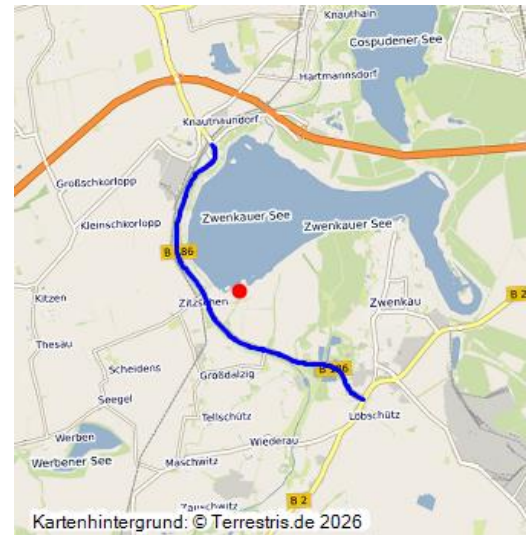 Knauthain
Cospudener See
Hartmannsdorf
Knautnaundorf
Großschkorlopp
Kleinschkorlopp
Zwenkauer See
Zwenkauer See
B 186
Kitzen
Zitzschen
Zwenkau
B 2
Thesau
Scheidens
Großdalzig
B 186
Seegel
Tellschütz
Löbschütz
Werben
Wiederau
Werbener See
Maschwitz
B 2
Zauschwitz
Kartenhintergrund: © Terrestris.de 2026